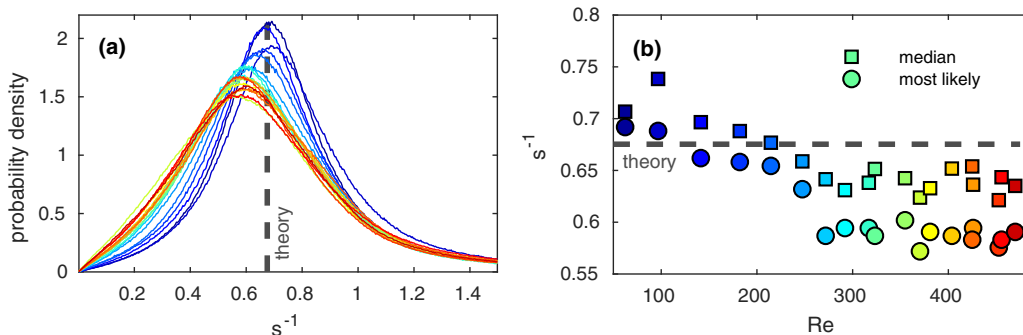 (a)
probability density
0
0.5
1
1.5
2
0.2
0.4
0.6
0.8
1
1.2
1.4
s⁻¹
theory
(b)
median
most likely
theory
s⁻¹
0.8
0.75
0.7
0.65
0.6
0.55
100
200
300
400
Re